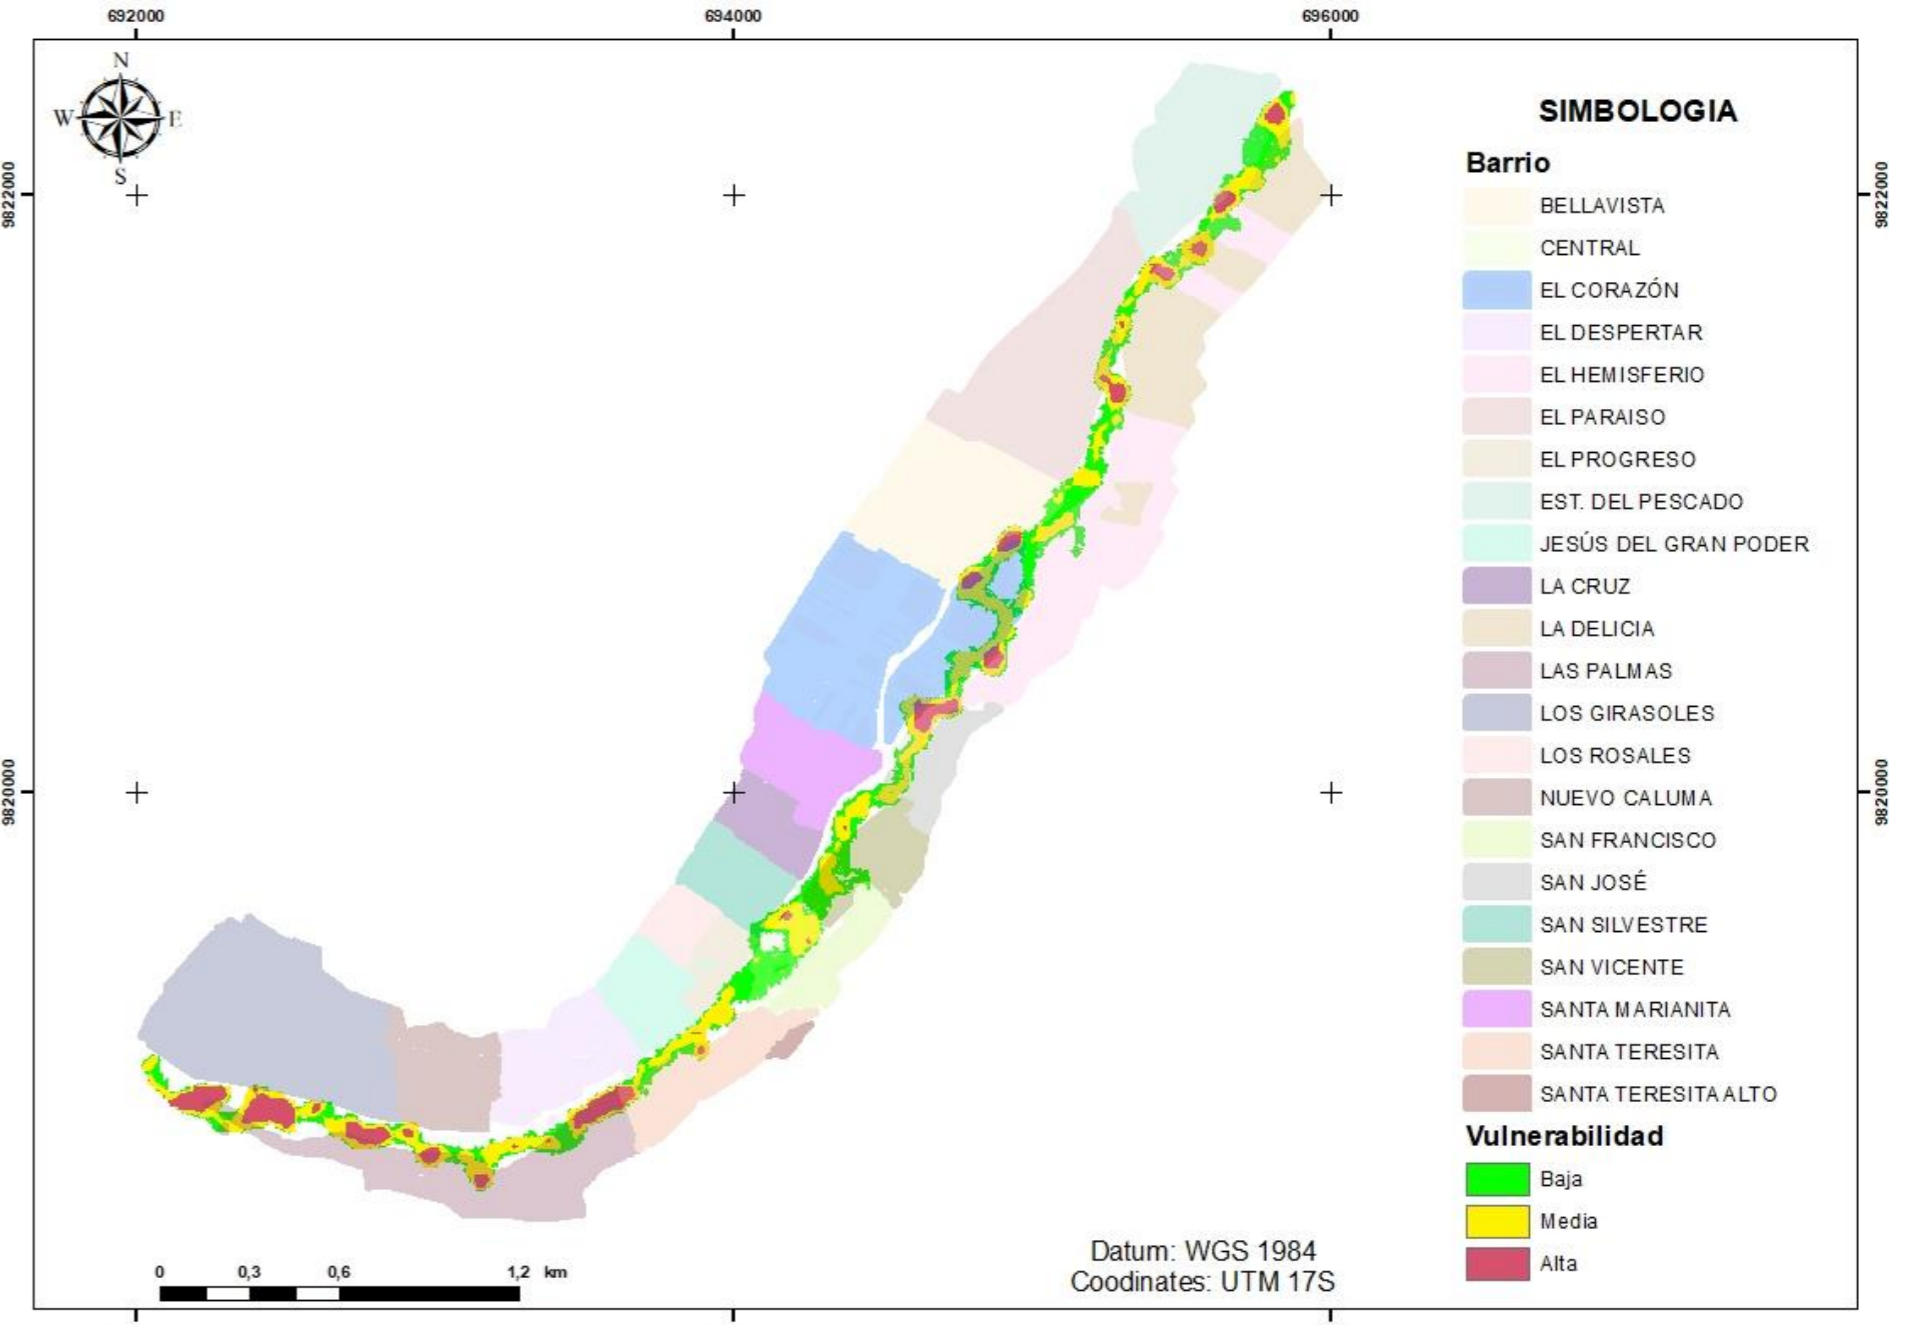 692000
694000
696000
N
W E
S
9822000
9822000
9820000
9820000
SIMBOLOGIA
Barrio
BELLAVISTA
CENTRAL
EL CORAZÓN
EL DESPERTAR
EL HEMISFERIO
EL PARAISO
EL PROGRESO
EST. DEL PESCADO
JESÚS DEL GRAN PODER
LA CRUZ
LA DELICIA
LAS PALMAS
LOS GIRASOLES
LOS ROSALES
NUEVO CALUMA
SAN FRANCISCO
SAN JOSÉ
SAN SILVESTRE
SAN VICENTE
SANTA MARIANITA
SANTA TERESITA
SANTA TERESITA ALTO
Vulnerabilidad
Baja
Media
Alta
Datum: WGS 1984
Coodinates: UTM 17S
0 0,3 0,6 1,2 km